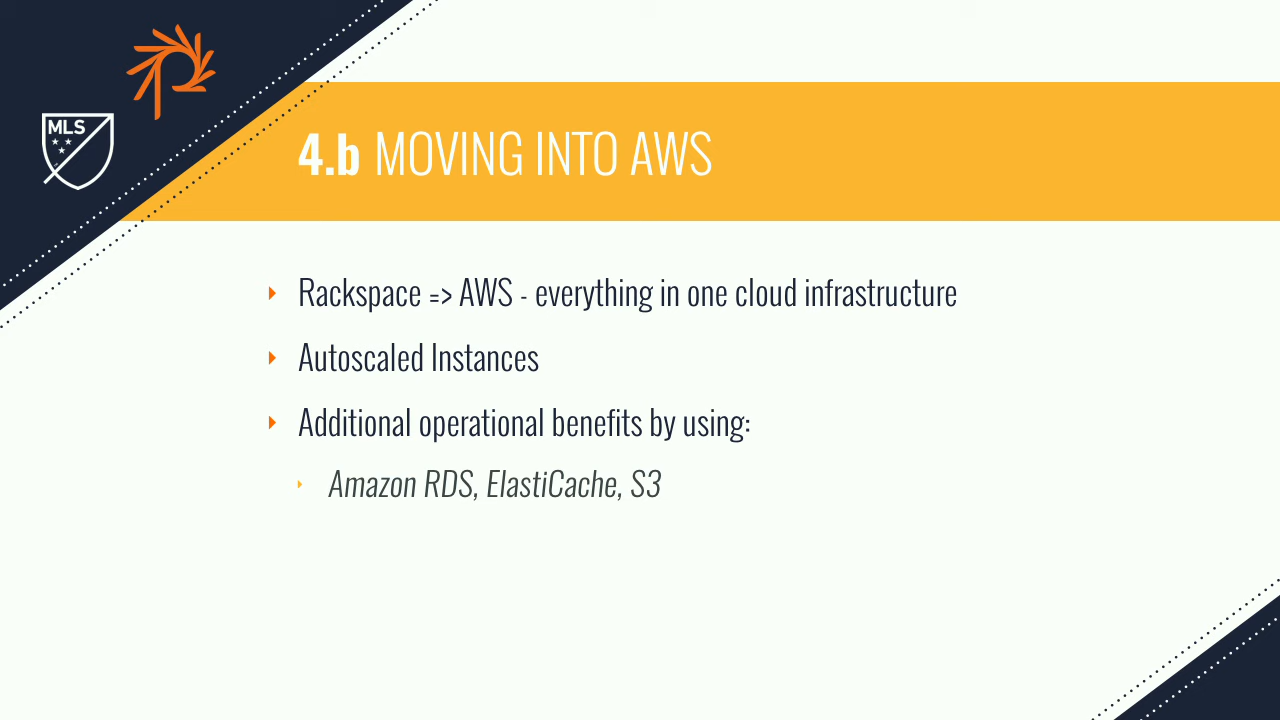 MLS
4.b MOVING INTO AWS
Rackspace => AWS - everything in one cloud infrastructure
Autoscaled Instances
Additional operational benefits by using:
Amazon RDS, ElastiCache, S3